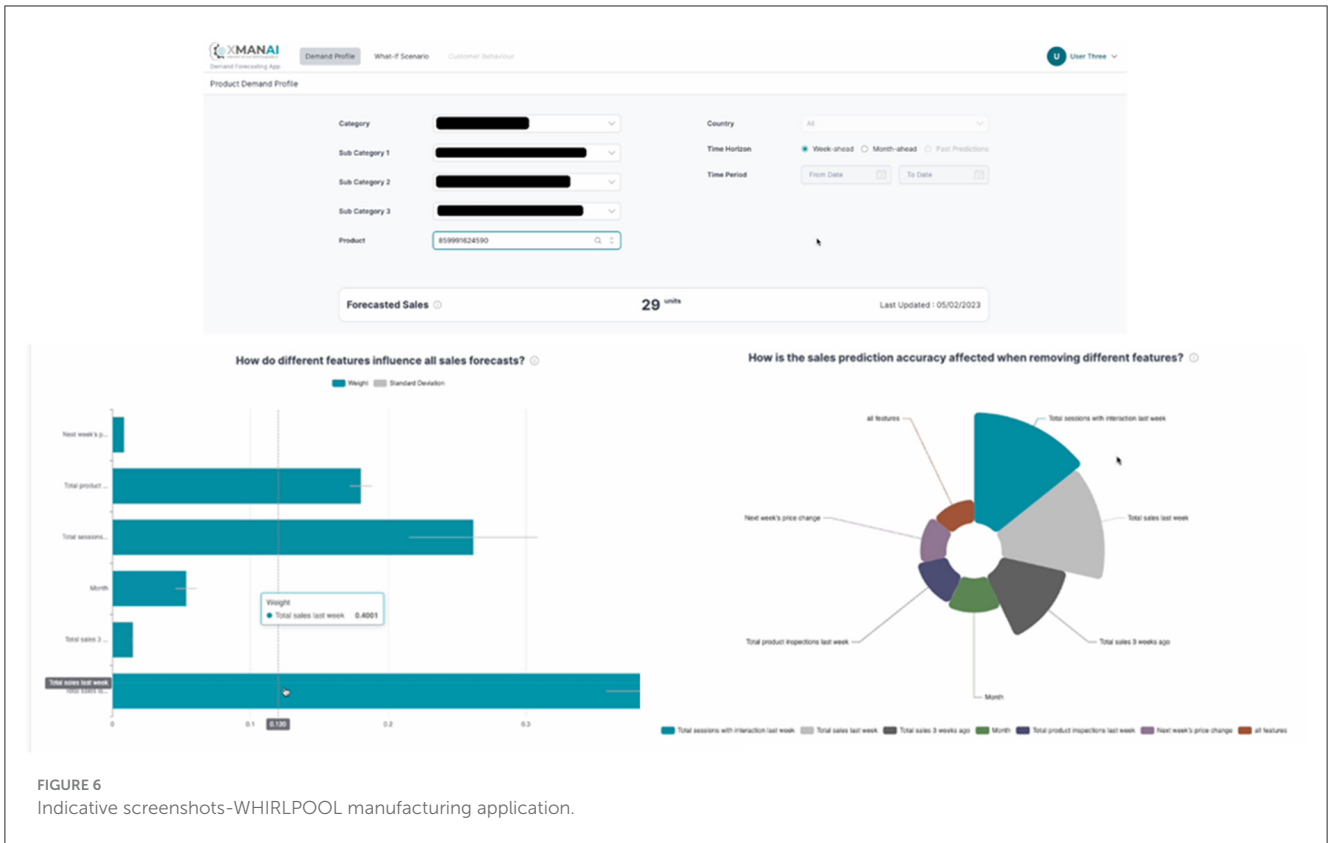 XMANAI
Demand Forecasting App
Demand Profile
What-If Scenario
Customer Behaviour
U
User Three
Product Demand Profile
Category
Sub Category 1
Sub Category 2
Sub Category 3
Product
859991624590
Country
All
Time Horizon
Week-ahead
Month-ahead
Past Predictions
Time Period
From Date
To Date
Forecasted Sales
29 units
Last Updated : 05/02/2023
How do different features influence all sales forecasts?
Weight
Standard Deviation
Next week's p...
Total product ...
Total sessions...
Month
Total sales 3 ...
Total sales last week
Total sales la...
Weight
Total sales last week 0.4001
0
0.1
0.120
0.2
0.3
How is the sales prediction accuracy affected when removing different features?
all features
Total sessions with interaction last week
Next week's price change
Total sales last week
Total product inspections last week
Total sales 3 weeks ago
Month
Total sessions with interaction last week
Total sales last week
Total sales 3 weeks ago
Month
Total product inspections last week
Next week's price change
all features
FIGURE 6
Indicative screenshots-WHIRLPOOL manufacturing application.